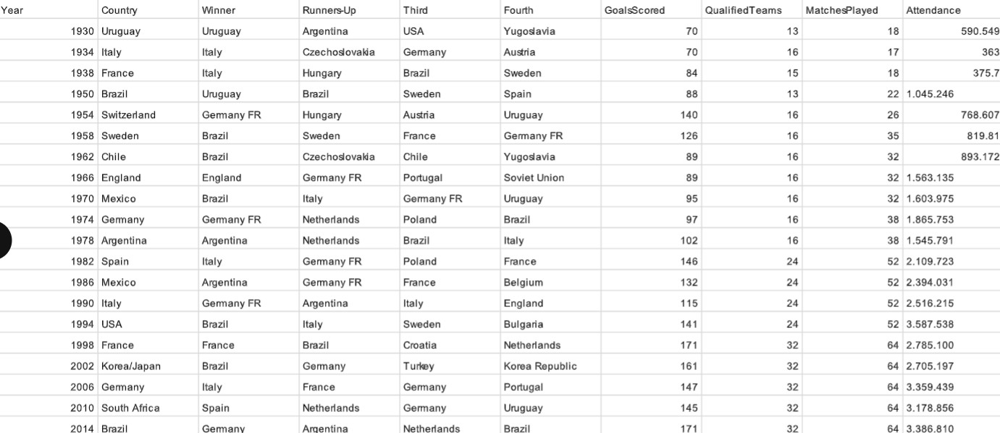 Year Country Winner Runners-Up Third Fourth GoalsScored QualifiedTeams MatchesPlayed Attendance
1930 Uruguay Uruguay Argentina USA Yugoslavia 70 13 18 590.549
1934 Italy Italy Czechoslovakia Germany Austria 70 16 17 363
1938 France Italy Hungary Brazil Sweden 84 15 18 375.7
1950 Brazil Uruguay Brazil Sweden Spain 88 13 22 1.045.246
1954 Switzerland Germany FR Hungary Austria Uruguay 140 16 26 768.607
1958 Sweden Brazil Sweden France Germany FR 126 16 35 819.81
1962 Chile Brazil Czechoslovakia Chile Yugoslavia 89 16 32 893.172
1966 England England Germany FR Portugal Soviet Union 89 16 32 1.563.135
1970 Mexico Brazil Italy Germany FR Uruguay 95 16 32 1.603.975
1974 Germany Germany FR Netherlands Poland Brazil 97 16 38 1.865.753
1978 Argentina Argentina Netherlands Brazil Italy 102 16 38 1.545.791
1982 Spain Italy Germany FR Poland France 146 24 52 2.109.723
1986 Mexico Argentina Germany FR France Belgium 132 24 52 2.394.031
1990 Italy Germany FR Argentina Italy England 115 24 52 2.516.215
1994 USA Brazil Italy Sweden Bulgaria 141 24 52 3.587.538
1998 France France Brazil Croatia Netherlands 171 32 64 2.785.100
2002 Korea/Japan Brazil Germany Turkey Korea Republic 161 32 64 2.705.197
2006 Germany Italy France Germany Portugal 147 32 64 3.359.439
2010 South Africa Spain Netherlands Germany Uruguay 145 32 64 3.178.856
2014 Brazil Germany Argentina Netherlands Brazil 171 32 64 3.386.810